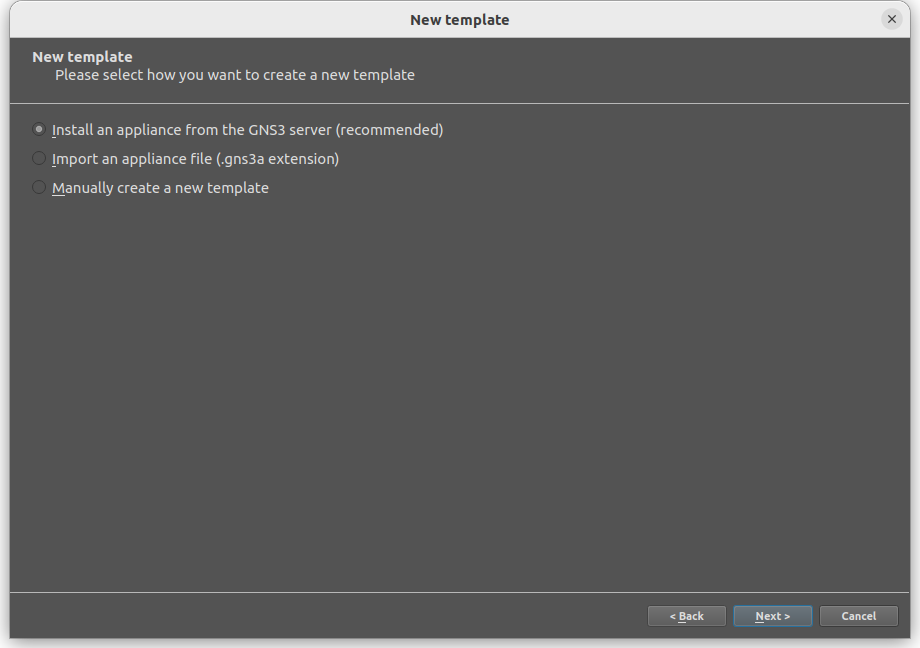 New template
New template
Please select how you want to create a new template
Install an appliance from the GNS3 server (recommended)
Import an appliance file (.gns3a extension)
Manually create a new template
< Back
Next >
Cancel